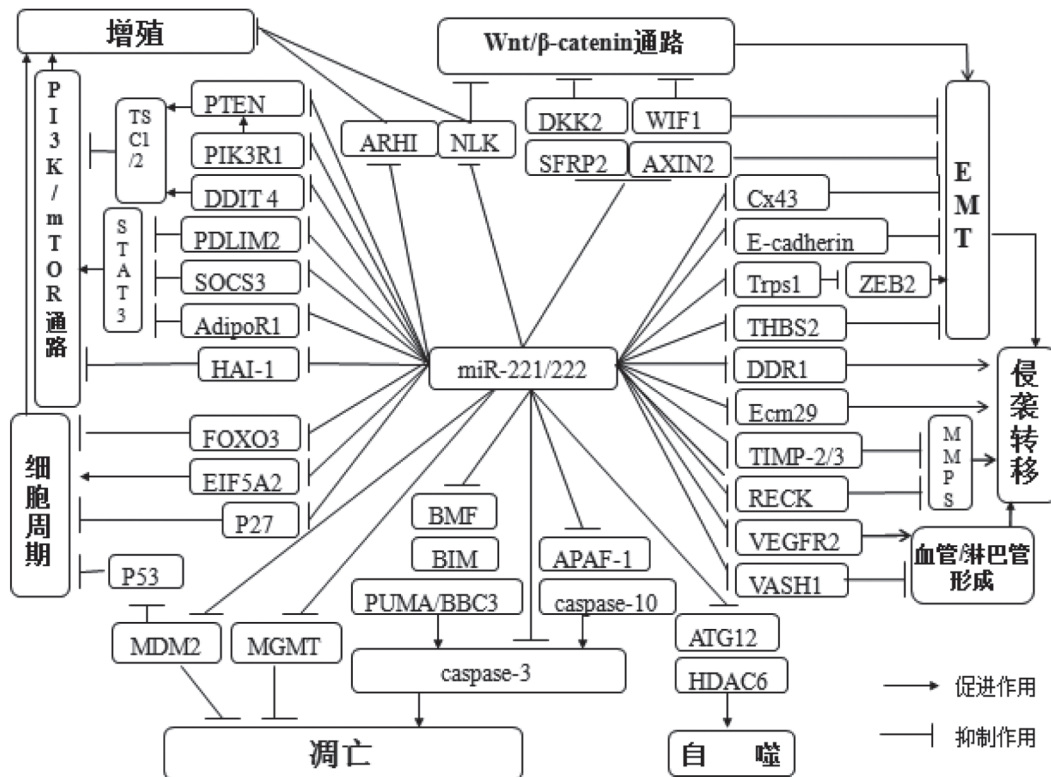 增殖
Wnt/β-catenin通路
PI3K/mTOR通路
TSC1/2
PTEN
PIK3R1
DDIT 4
STAT3
PDLIM2
SOCS3
AdipoR1
HAI-1
ARHI
NLK
DKK2
WIF1
SFRP2
AXIN2
EMT
Cx43
E-cadherin
Trps1
ZEB2
THBS2
DDR1
Ecm29
TIMP-2/3
RECK
MMPS
VEGFR2
VASH1
侵袭转移
血管/淋巴管
形成
miR-221/222
细胞周期
FOXO3
EIF5A2
P27
P53
MDM2
MGMT
BMF
BIM
PUMA/BBC3
APAF-1
caspase-10
caspase-3
ATG12
HDAC6
凋亡
自 噬
促进作用
抑制作用